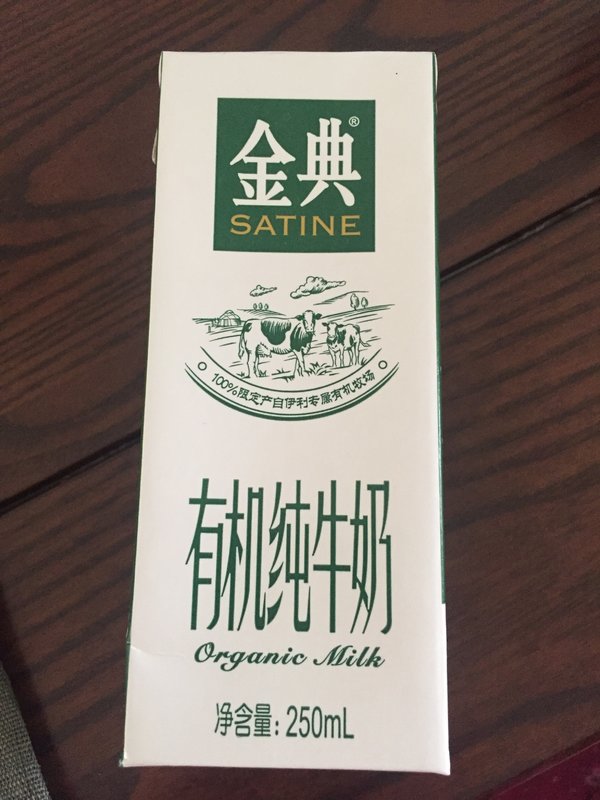 金典®
SATINE
100%限定产自伊利专属有机牧场
有机纯牛奶
Organic Milk
净含量：250mL